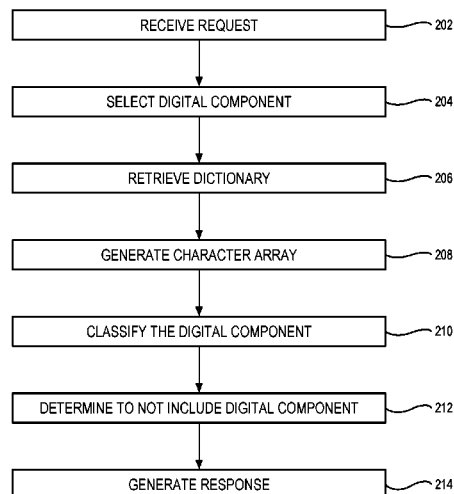 RECEIVE REQUEST 202
SELECT DIGITAL COMPONENT 204
RETRIEVE DICTIONARY 206
GENERATE CHARACTER ARRAY 208
CLASSIFY THE DIGITAL COMPONENT 210
DETERMINE TO NOT INCLUDE DIGITAL COMPONENT 212
GENERATE RESPONSE 214